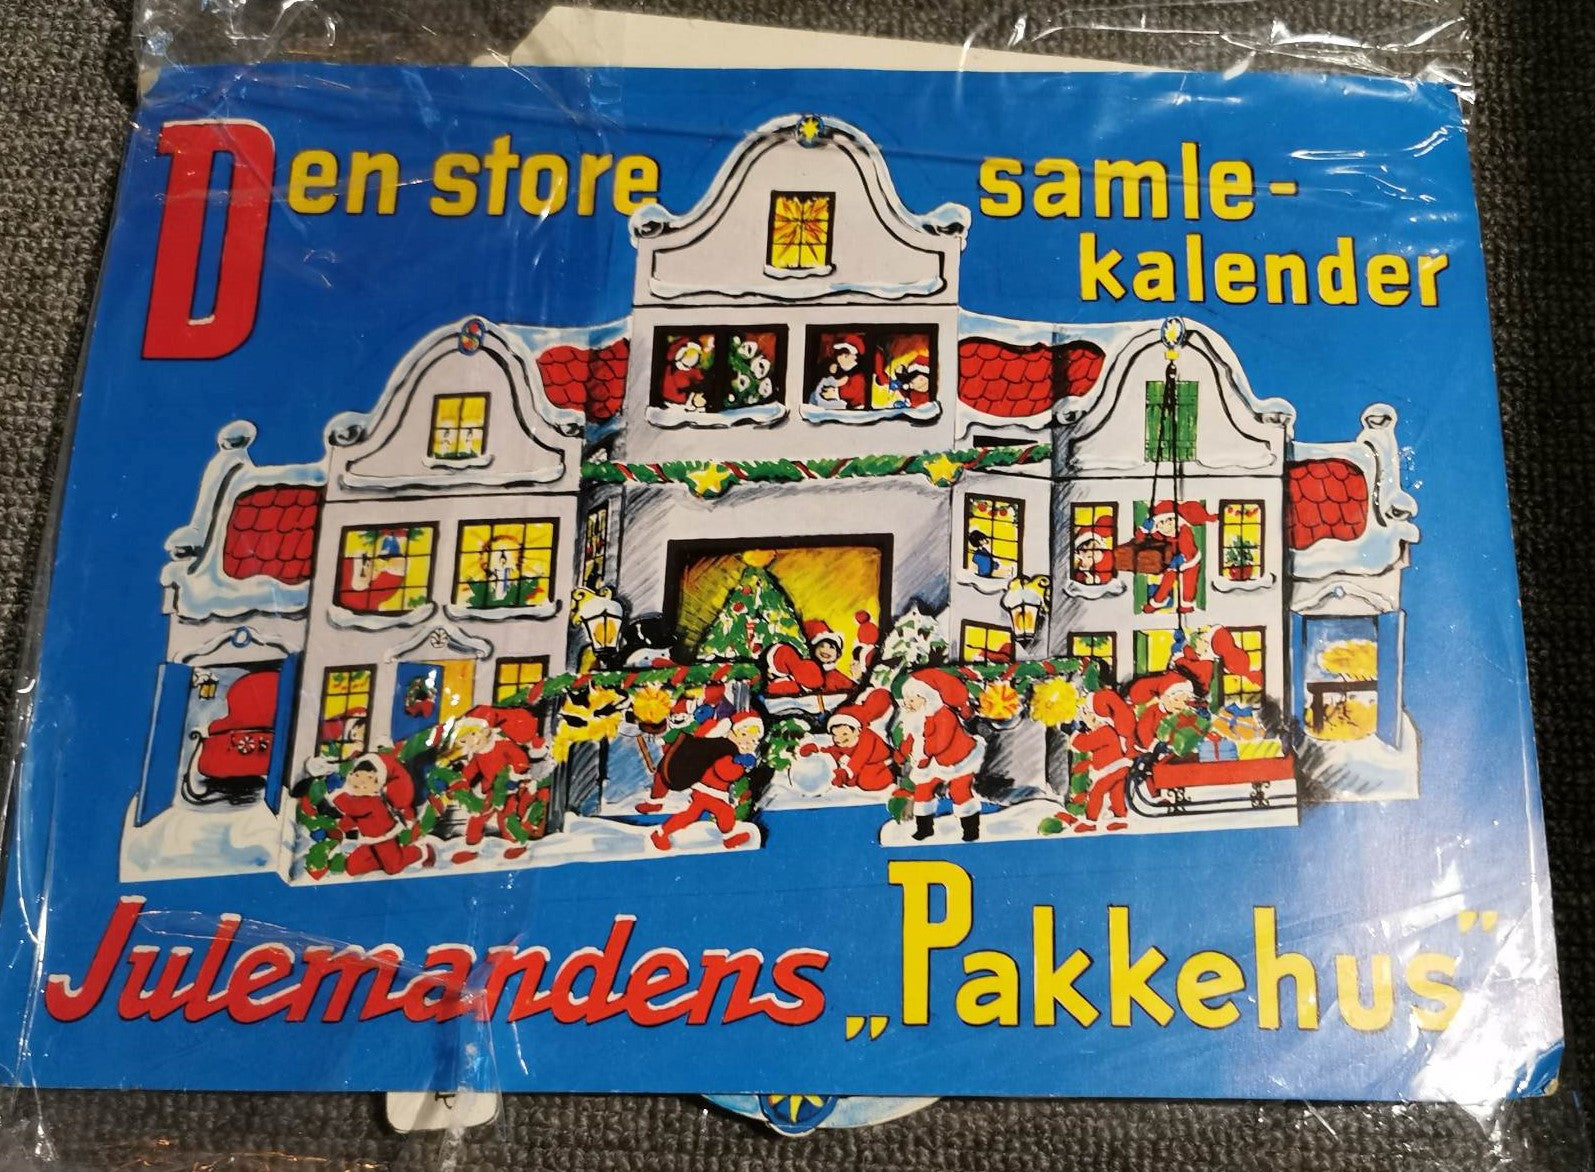 Den store samle-
kalender
Julemandens „Pakkehus”